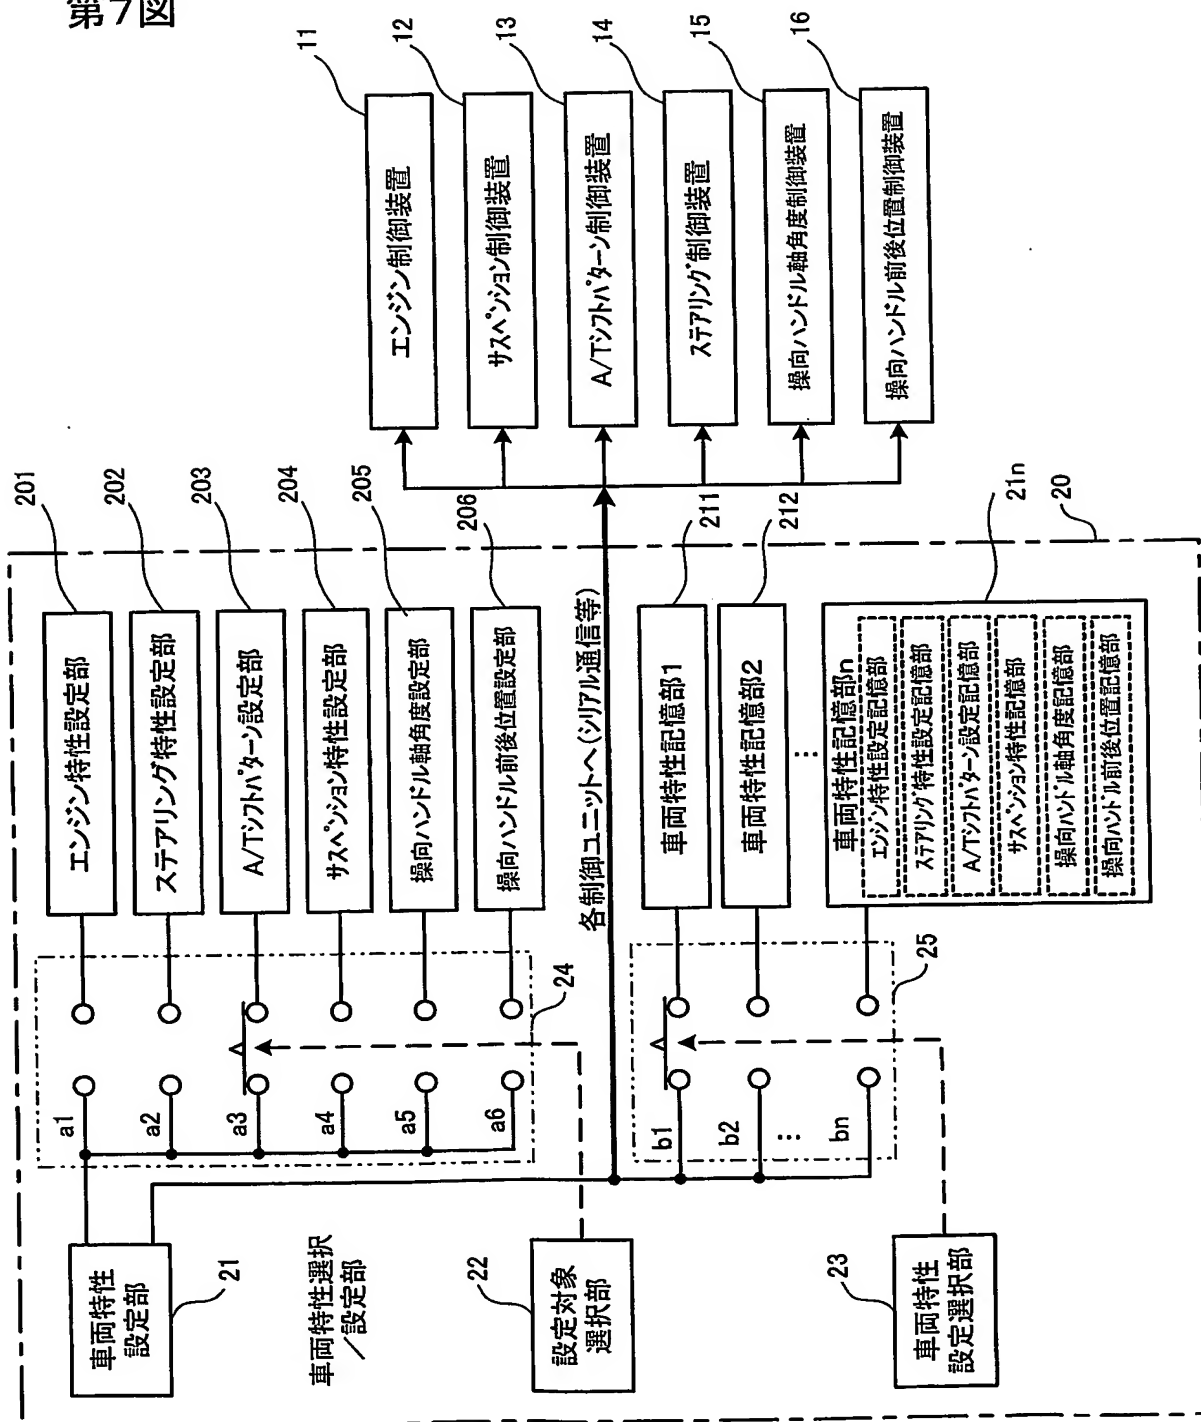 第7図
車両特性選択
/設定部
車両特性
設定部
21
設定対象
選択部
22
車両特性
設定選択部
23
a1
a2
a3
a4
a5
a6
24
エンジン特性設定部
201
ステアリング特性設定部
202
A/Tシフトパターン設定部
203
サスペンション特性設定部
204
操向ハンドル軸角度設定部
205
操向ハンドル前後位置設定部
206
各制御ユニットへ(シリアル通信等)
b1
b2
⋮
bn
25
車両特性記憶部1
211
車両特性記憶部2
212
⋮
車両特性記憶部n
エンジン特性設定記憶部
ステアリング特性設定記憶部
A/Tシフトパターン設定記憶部
サスペンション特性記憶部
操向ハンドル軸角度記憶部
操向ハンドル前後位置記憶部
21n
20
エンジン制御装置
11
サスペンション制御装置
12
A/Tシフトパターン制御装置
13
ステアリング制御装置
14
操向ハンドル軸角度制御装置
15
操向ハンドル前後位置制御装置
16